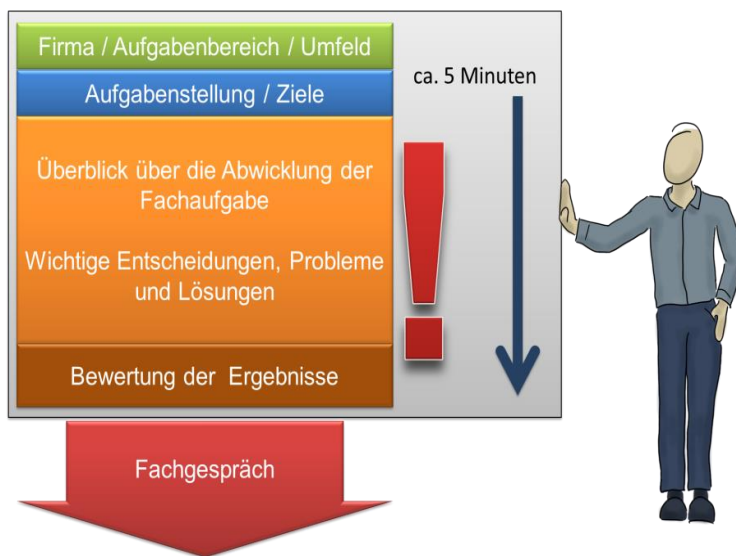 Firma / Aufgabenbereich / Umfeld
ca. 5 Minuten
Aufgabenstellung / Ziele
Überblick über die Abwicklung der
Fachaufgabe
Wichtige Entscheidungen, Probleme
und Lösungen
Bewertung der Ergebnisse
Fachgespräch